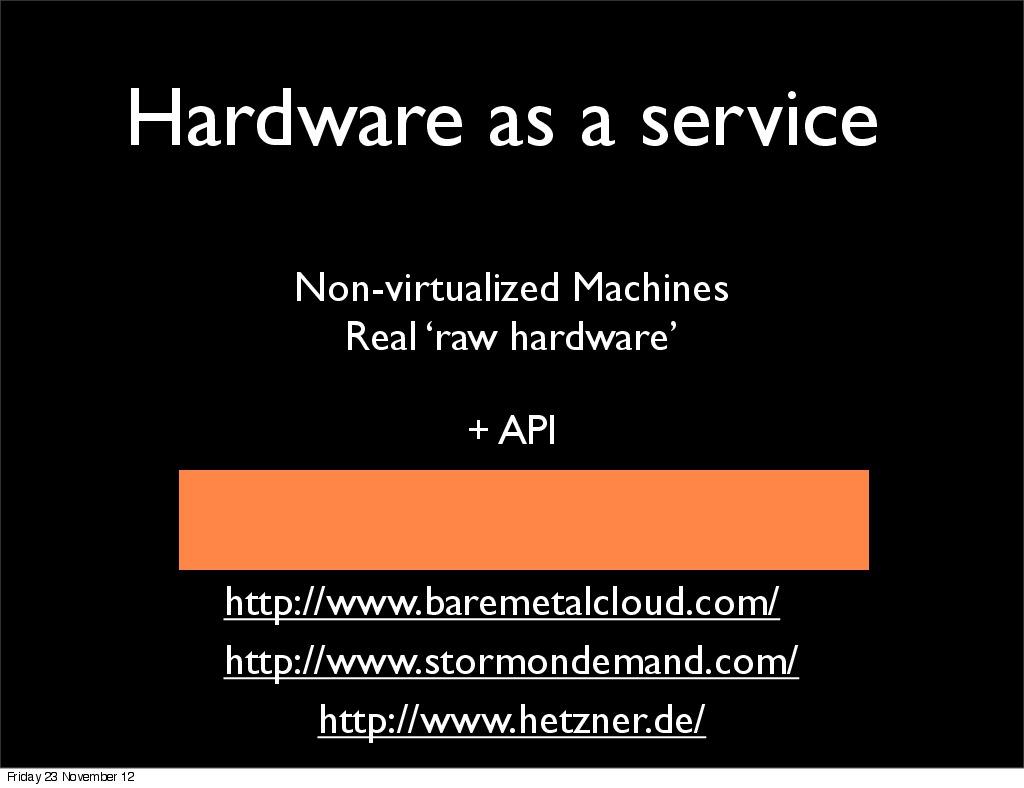 Hardware as a service
Non-virtualized Machines
Real ‘raw hardware’
+ API
http://www.baremetalcloud.com/
http://www.stormondemand.com/
http://www.hetzner.de/
Friday 23 November 12